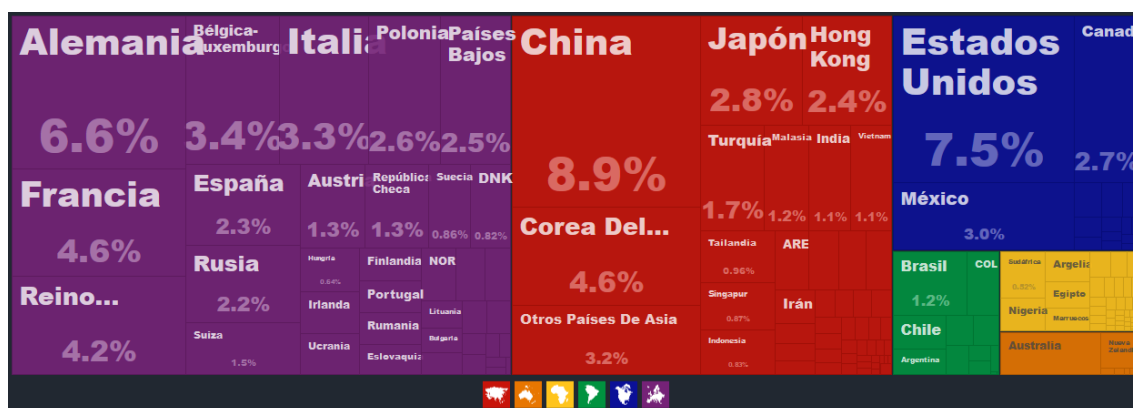 Alemania
6.6%
Francia
4.6%
Reino...
4.2%
Bélgica-
Luxemburg
3.4%
Italia
3.3%
Polonia
2.6%
Países
Bajos
2.5%
España
2.3%
Rusia
2.2%
Suiza
1.5%
Austri
1.3%
República
Checa
1.3%
Suecia
0.86%
DNK
0.82%
Hungría
0.64%
Irlanda
Ucrania
Finlandia
Portugal
Rumania
Eslovaquia
NOR
Lituania
Bulgaria
China
8.9%
Corea Del...
4.6%
Otros Países De Asia
3.2%
Japón
2.8%
Hong
Kong
2.4%
Turquía
1.7%
Malasia
1.2%
India
1.1%
Vietnam
1.1%
Tailandia
0.96%
Singapur
0.87%
Indonesia
0.83%
ARE
Irán
Estados
Unidos
7.5%
Canad
2.7%
México
3.0%
Brasil
1.2%
COL
Chile
Argentina
Sudáfrica
0.52%
Nigeria
Argelia
Egipto
Marruecos
Australia
Nueva
Zeland